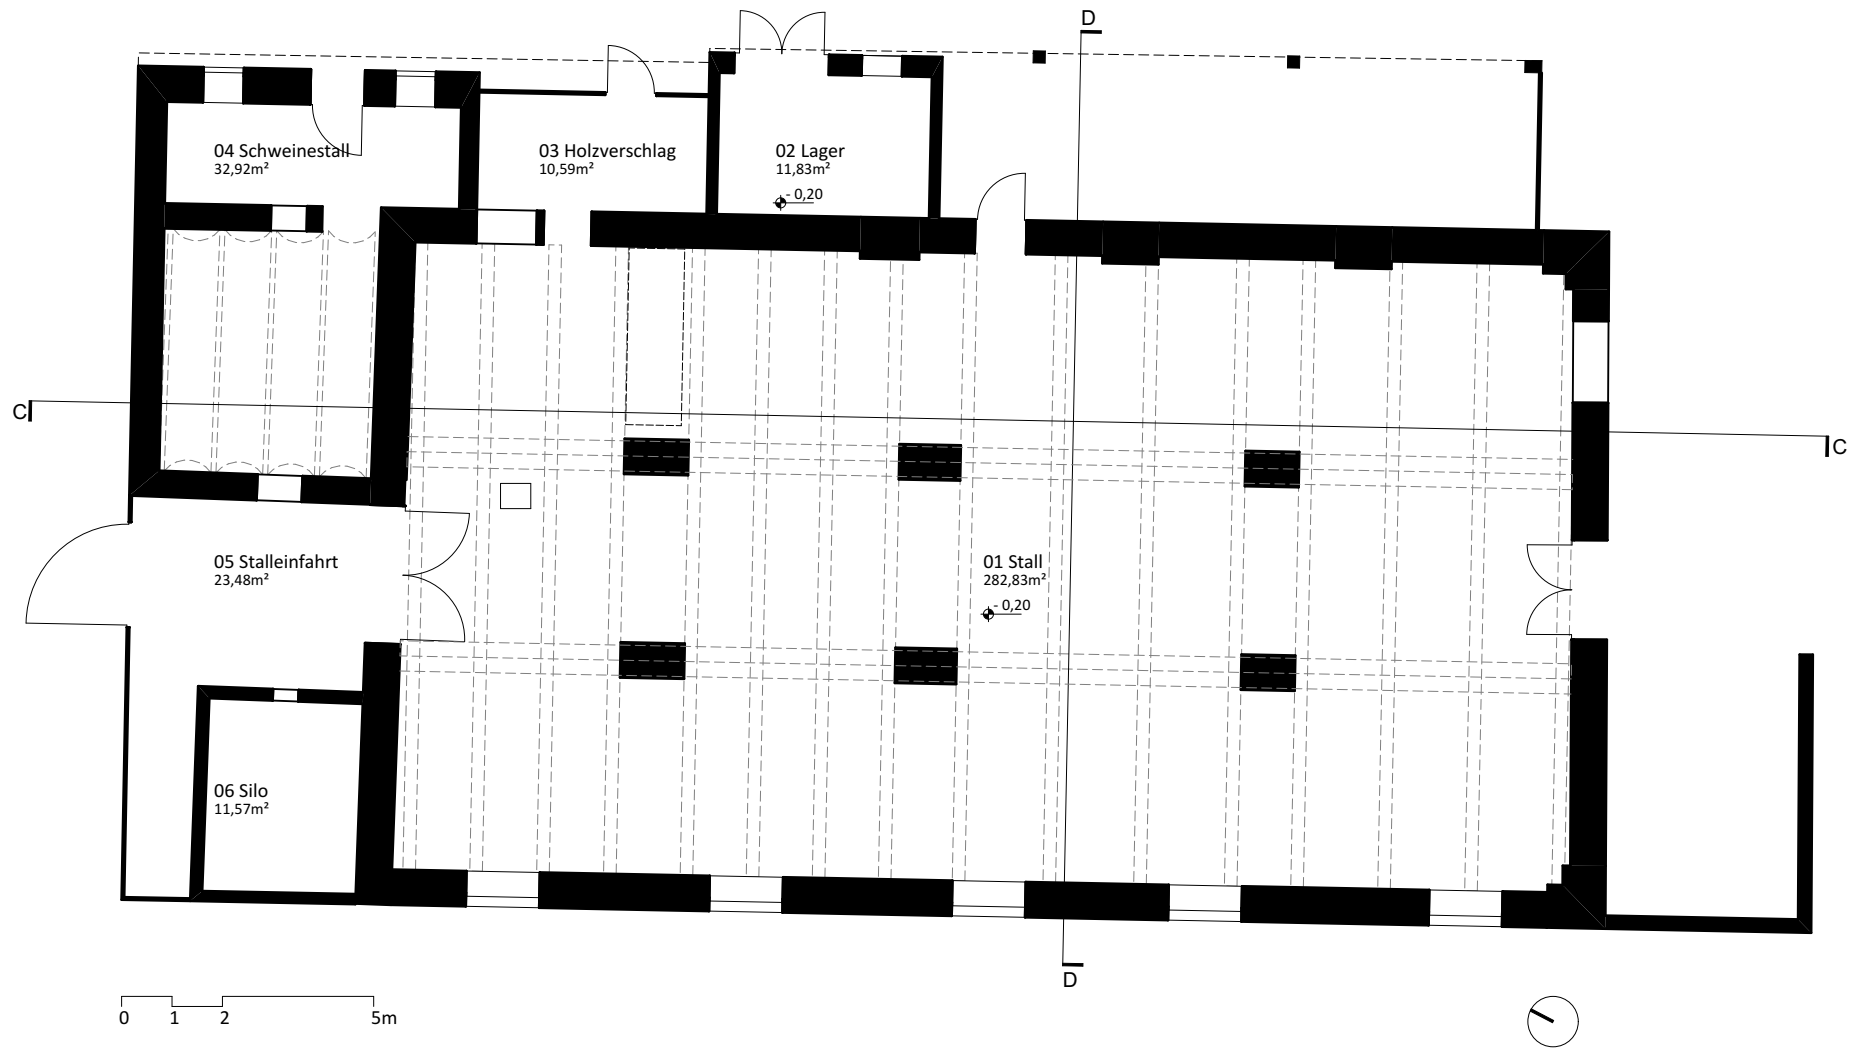 D
04 Schweinestall
32,92m²
03 Holzverschlag
10,59m²
02 Lager
11,83m²
- 0,20
C
C
05 Stalleinfahrt
23,48m²
01 Stall
282,83m²
- 0,20
06 Silo
11,57m²
D
0 1 2 5m